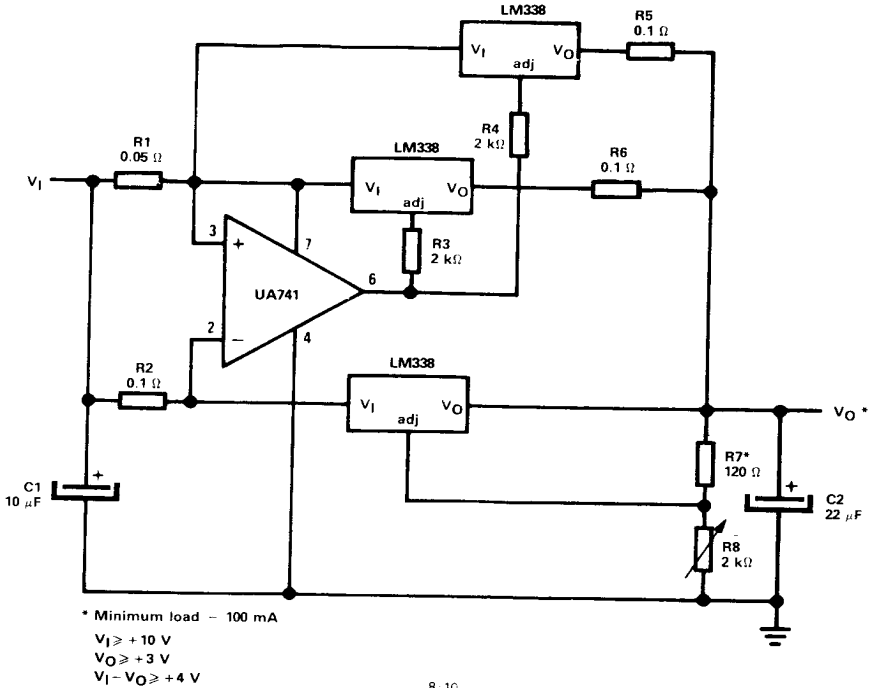 LM338
V_I
V_O
adj
R5
0.1 Ω
R4
2 kΩ
R1
0.05 Ω
V_I
LM338
V_I
V_O
adj
R6
0.1 Ω
R3
2 kΩ
3
+
7
UA741
6
2
−
4
R2
0.1 Ω
LM338
V_I
V_O
adj
V_O *
R7*
120 Ω
C1
10 μF
+
C2
22 μF
+
R8
2 kΩ
* Minimum load − 100 mA
V_I ⩾ +10 V
V_O ⩾ +3 V
V_I−V_O ⩾ +4 V
8-10